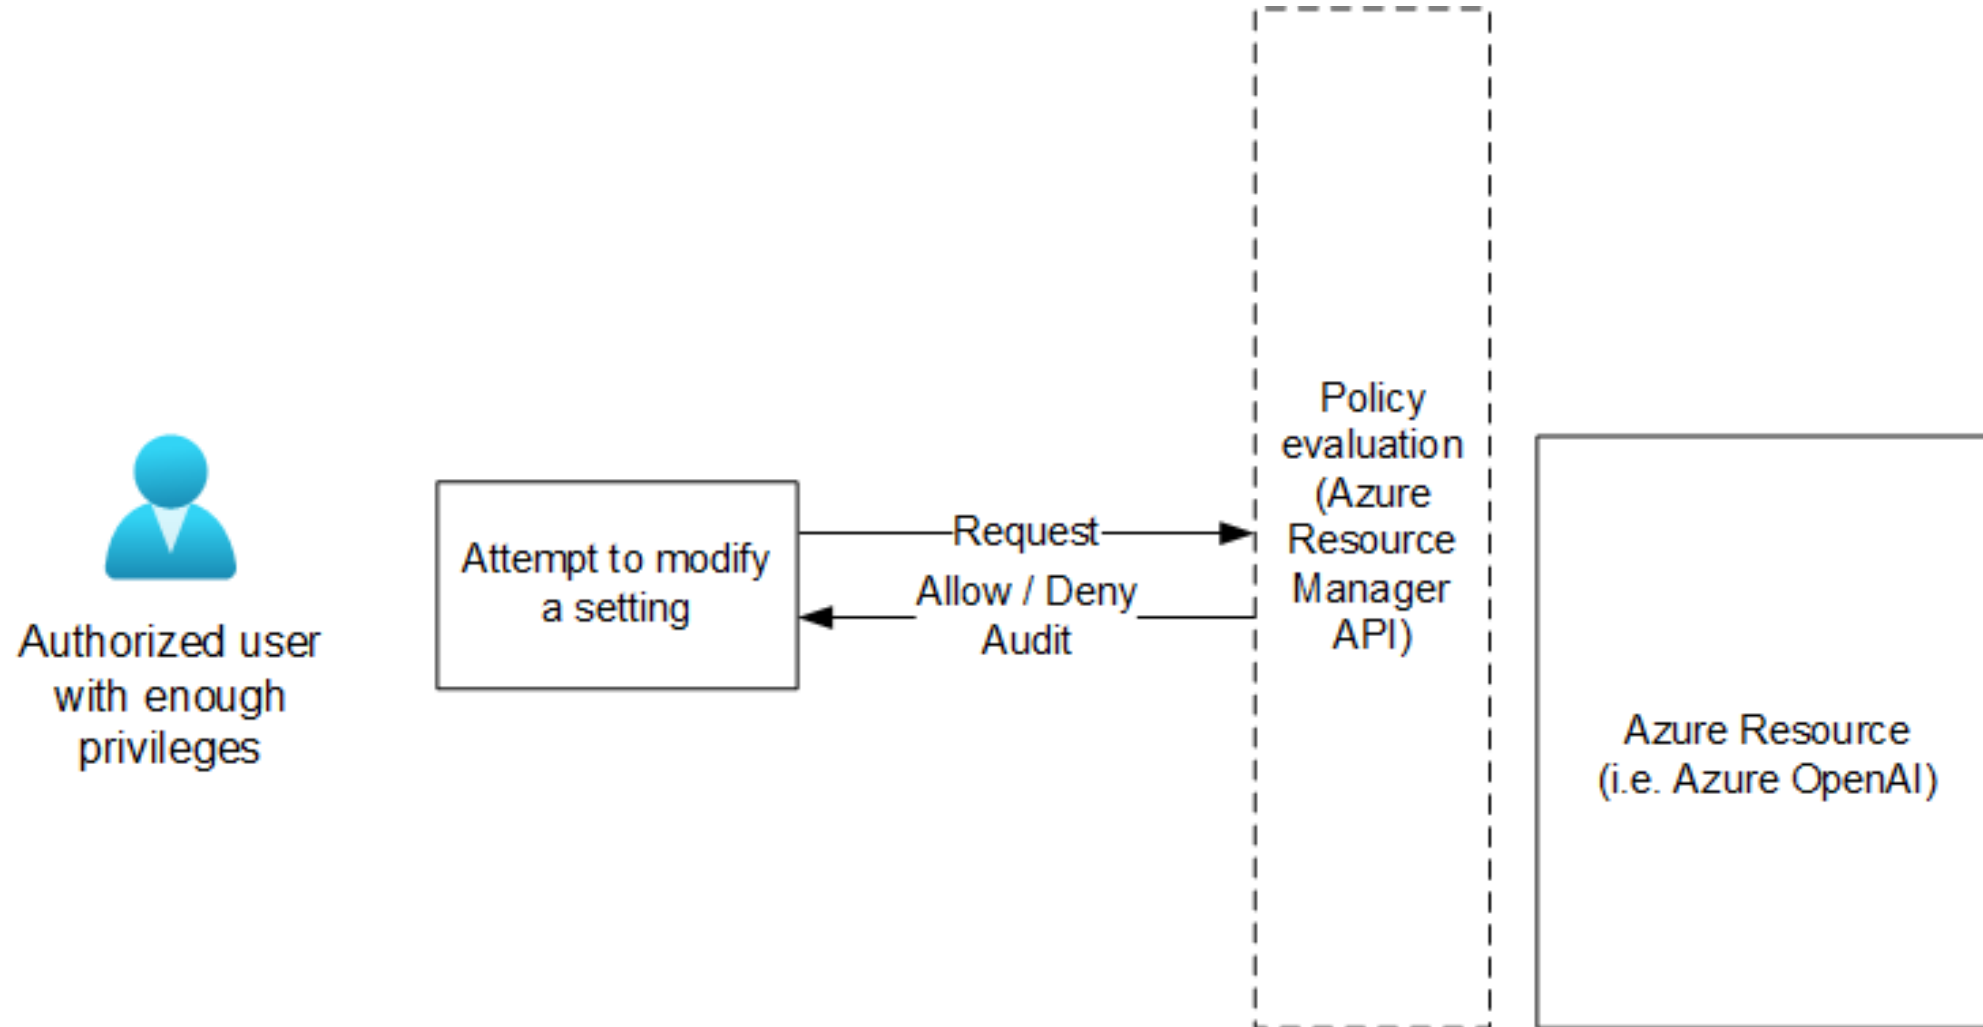 Authorized user
with enough
privileges
Attempt to modify
a setting
Request
Allow / Deny
Audit
Policy
evaluation
(Azure
Resource
Manager
API)
Azure Resource
(i.e. Azure OpenAI)